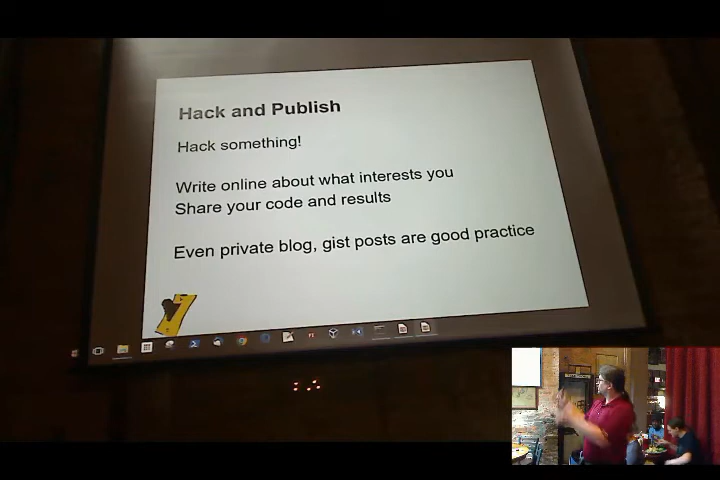 Hack and Publish
Hack something!
Write online about what interests you
Share your code and results
Even private blog, gist posts are good practice